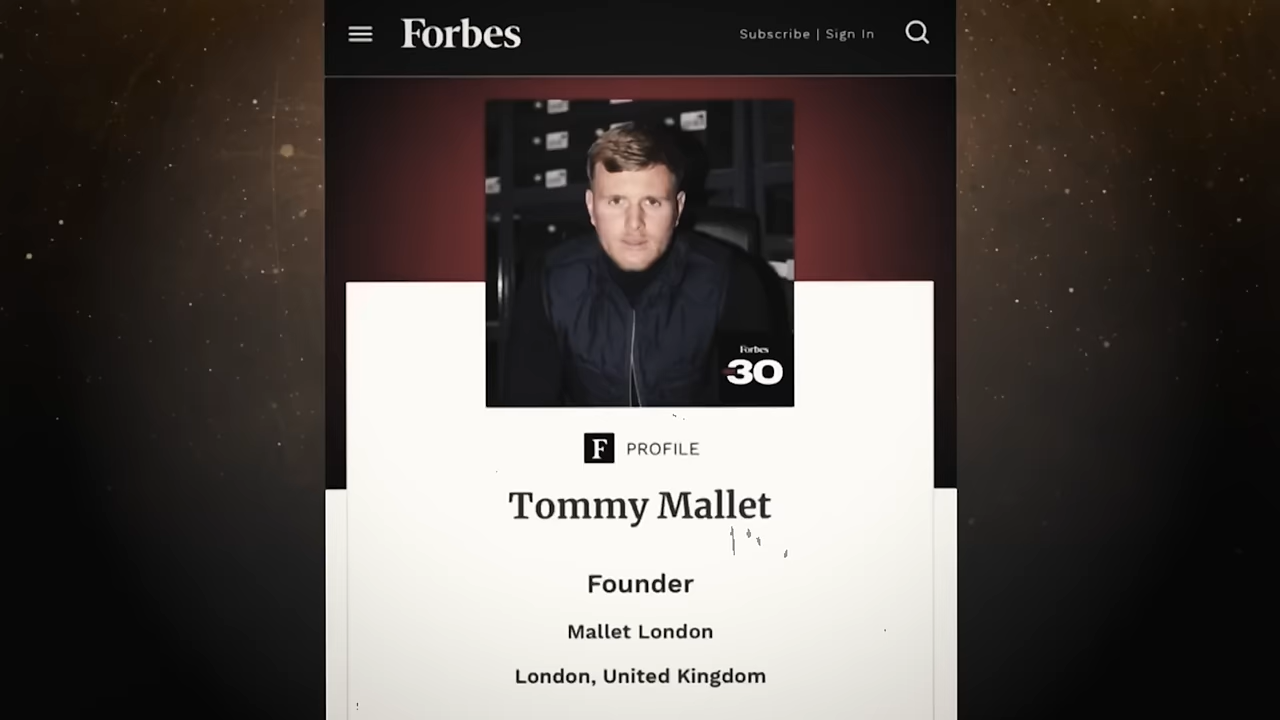 Forbes
Subscribe | Sign In
Forbes
30
F PROFILE
Tommy Mallet
Founder
Mallet London
London, United Kingdom